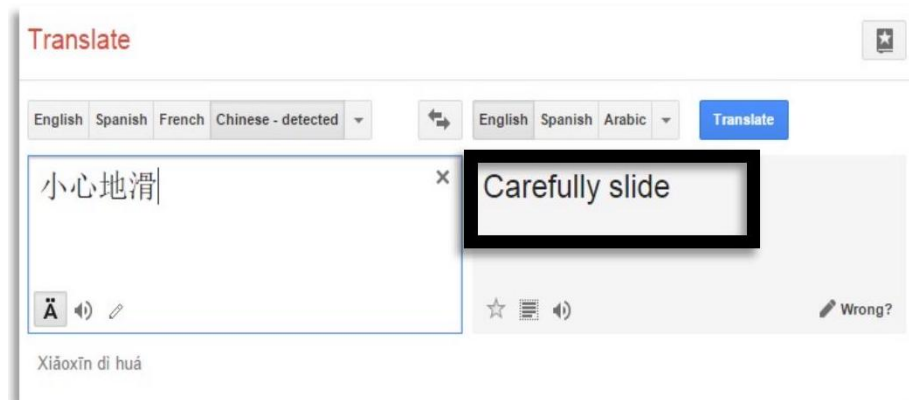 Translate
English Spanish French Chinese - detected English Spanish Arabic Translate
小心地滑 Carefully slide
Ä Wrong?
Xiǎoxīn dì huá